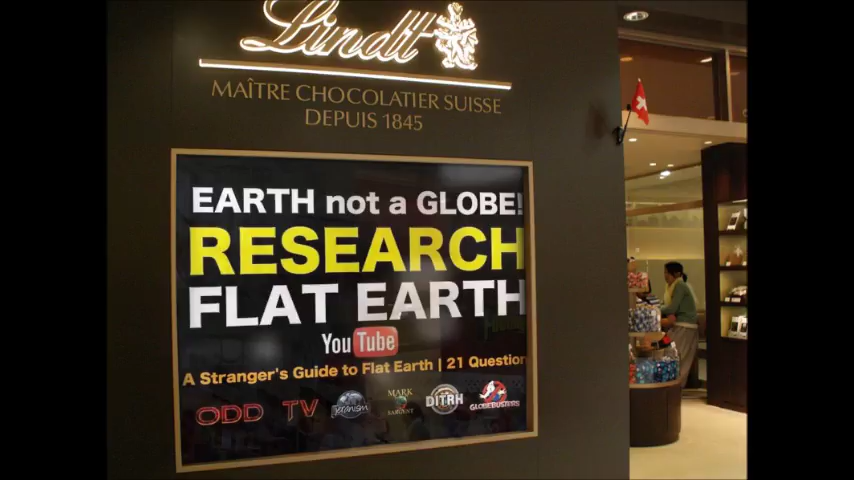 Lindt
MAÎTRE CHOCOLATIER SUISSE
DEPUIS 1845
EARTH not a GLOBE!
RESEARCH
FLAT EARTH
YouTube
A Stranger's Guide to Flat Earth | 21 Question
ODD TV jeranism MARK SARGENT DITRH GLOBEBUSTERS